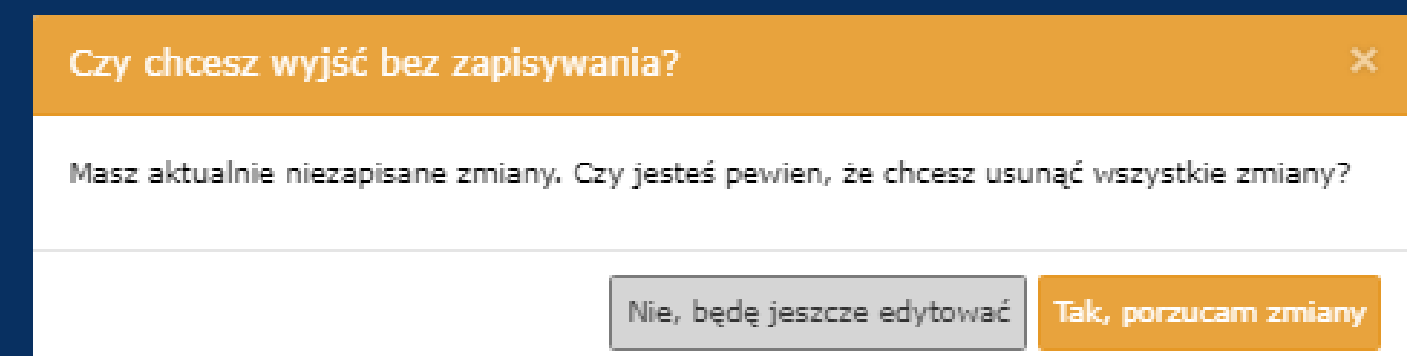 Czy chcesz wyjść bez zapisywania?
Masz aktualnie niezapisane zmiany. Czy jesteś pewien, że chcesz usunąć wszystkie zmiany?
Nie, będę jeszcze edytować
Tak, porzucam zmiany